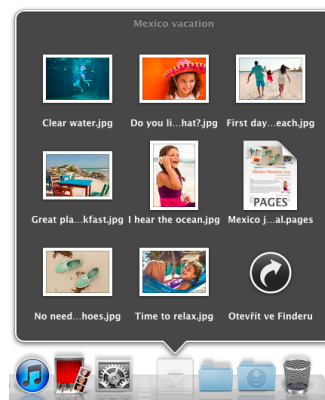 Mexico vacation
Clear water.jpg
Do you li...hat?.jpg
First day...each.jpg
PAGES
Great pla...kfast.jpg
I hear the ocean.jpg
Mexico j...al.pages
No need...hoes.jpg
Time to relax.jpg
Otevřít ve Finderu